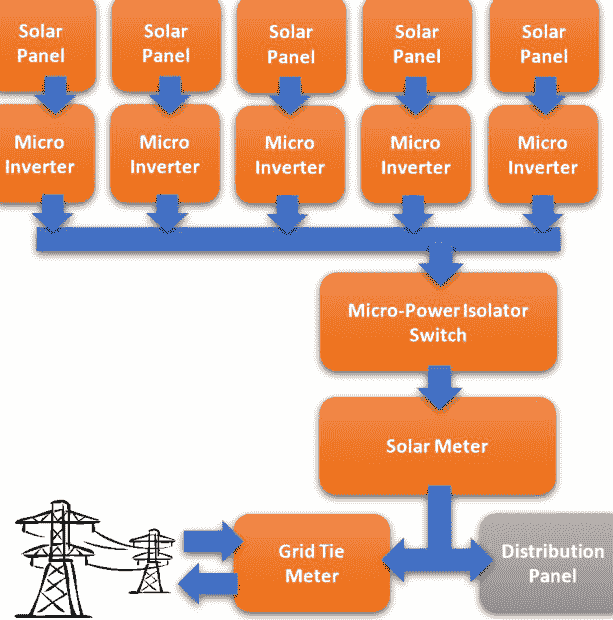 Solar
Panel
Solar
Panel
Solar
Panel
Solar
Panel
Solar
Panel
Micro
Inverter
Micro
Inverter
Micro
Inverter
Micro
Inverter
Micro
Inverter
Micro-Power Isolator
Switch
Solar Meter
Grid Tie
Meter
Distribution
Panel